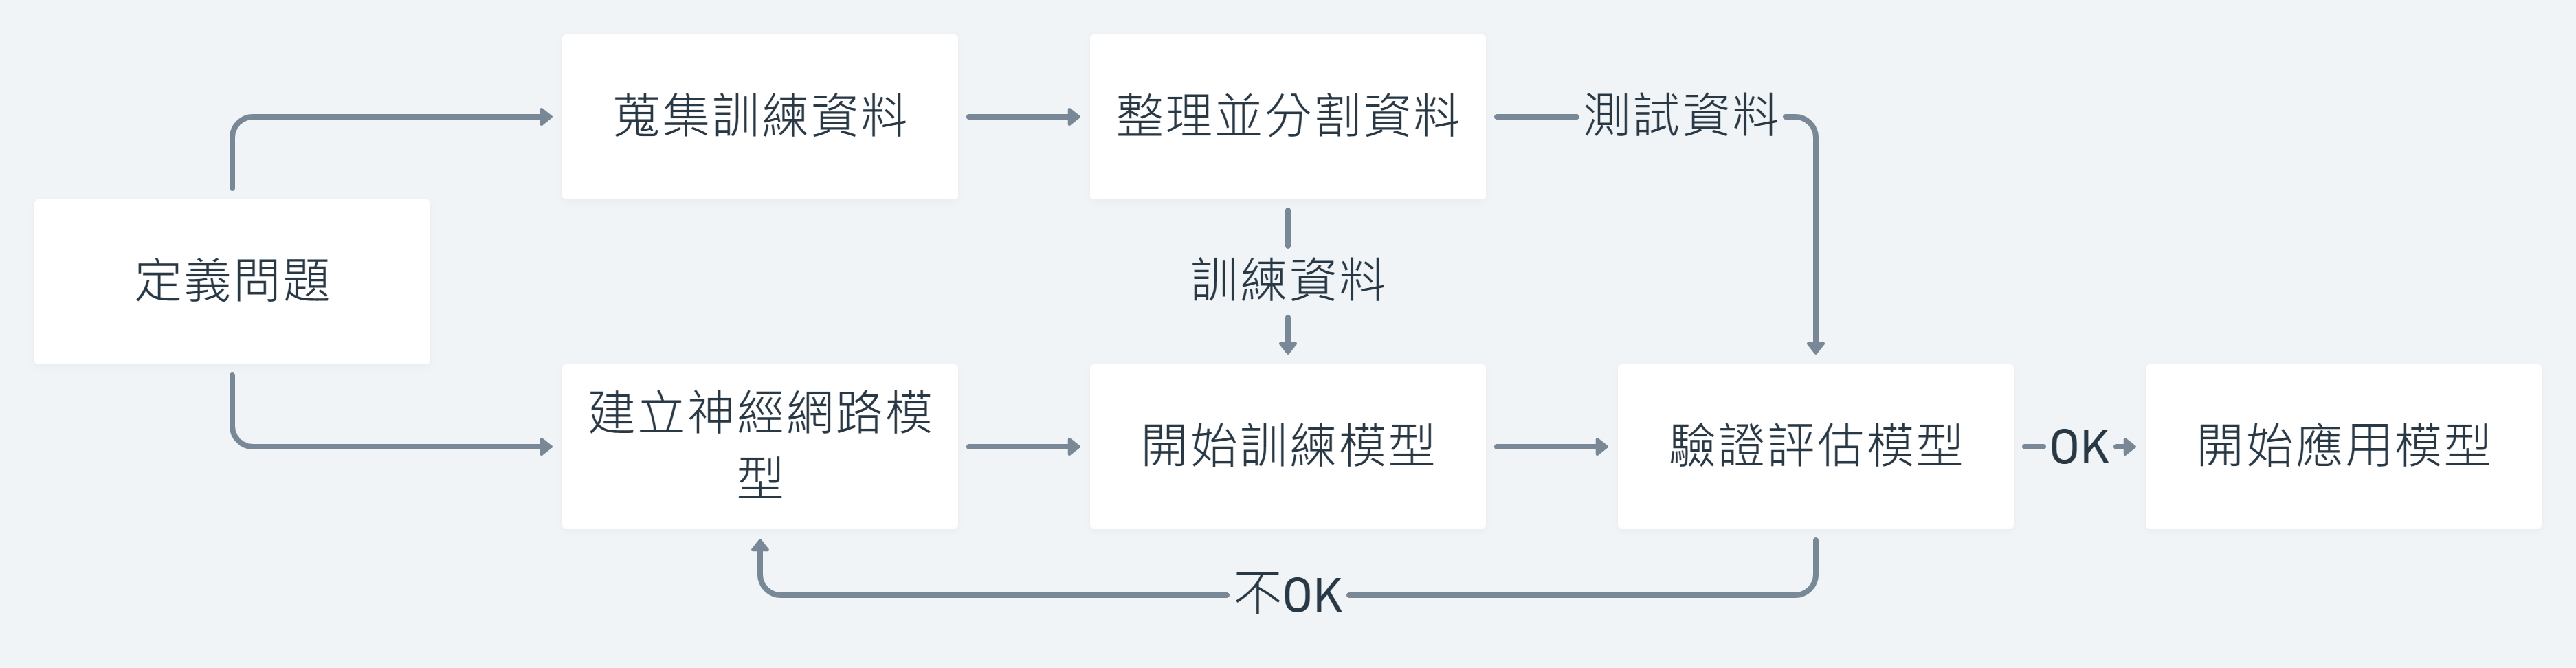 蒐集訓練資料
整理並分割資料
測試資料
定義問題
訓練資料
建立神經網路模
型
開始訓練模型
驗證評估模型
OK
開始應用模型
不OK